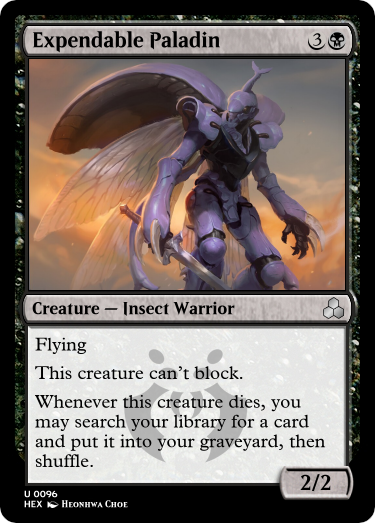 Expendable Paladin 3
Creature — Insect Warrior
Flying
This creature can't block.
Whenever this creature dies, you
may search your library for a card
and put it into your graveyard, then
shuffle.
2/2
U 0096
HEX Heonhwa Choe